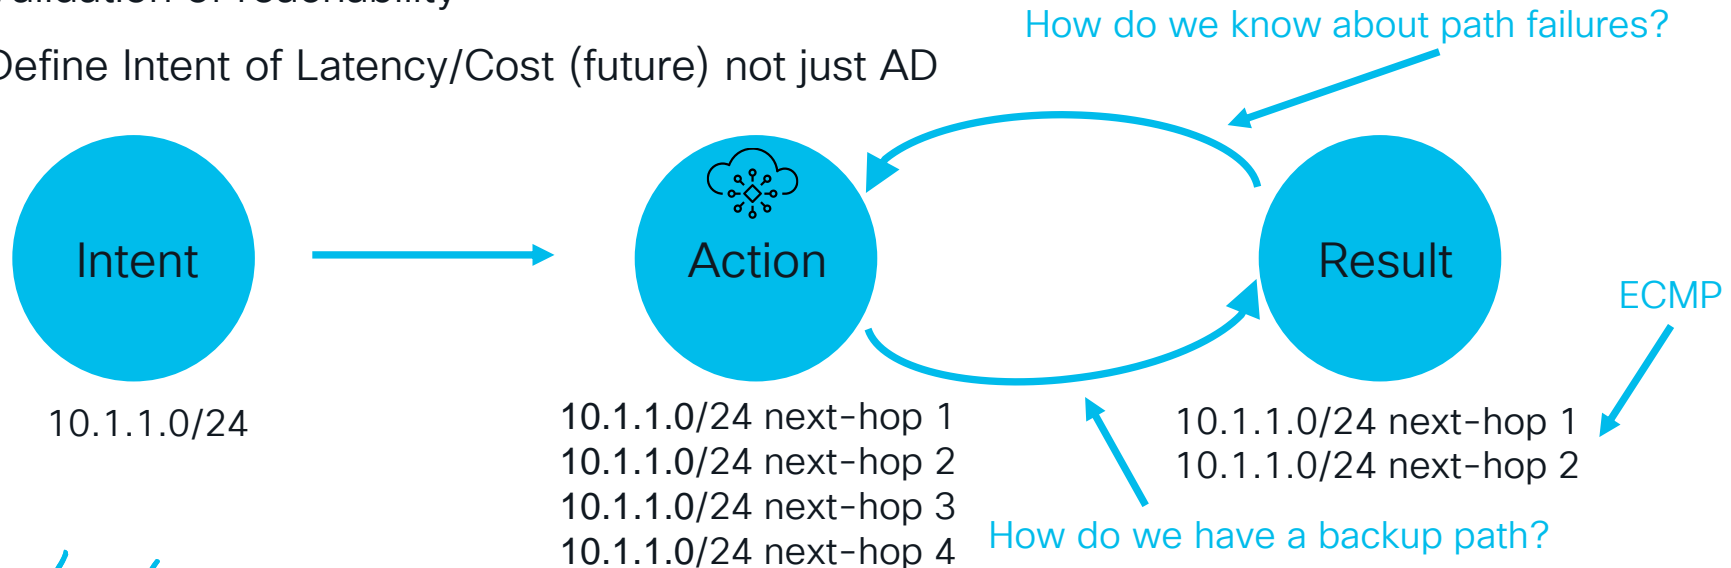 of
How do we know about path failures?
Define Intent of Latency/Cost (future) not just AD
Intent
Action
Result
ECMP
10.1.1.0/24
10.1.1.0/24 next-hop 1
10.1.1.0/24 next-hop 2
10.1.1.0/24 next-hop 3
10.1.1.0/24 next-hop 4
10.1.1.0/24 next-hop 1
10.1.1.0/24 next-hop 2
How do we have a backup path?